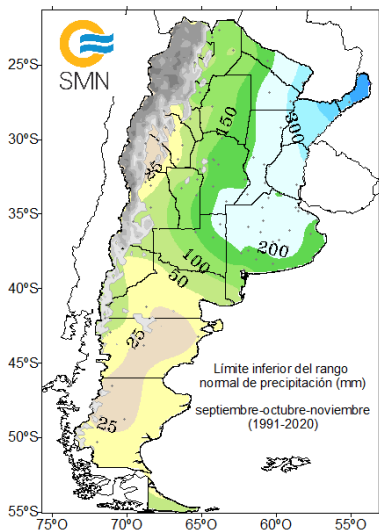 SMN
25°S
30°S
35°S
40°S
45°S
50°S
55°S
150
300
25
200
100
50
25
25
Límite inferior del rango
normal de precipitación (mm)
septiembre-octubre-noviembre
(1991-2020)
75°O
70°O
65°O
60°O
55°O